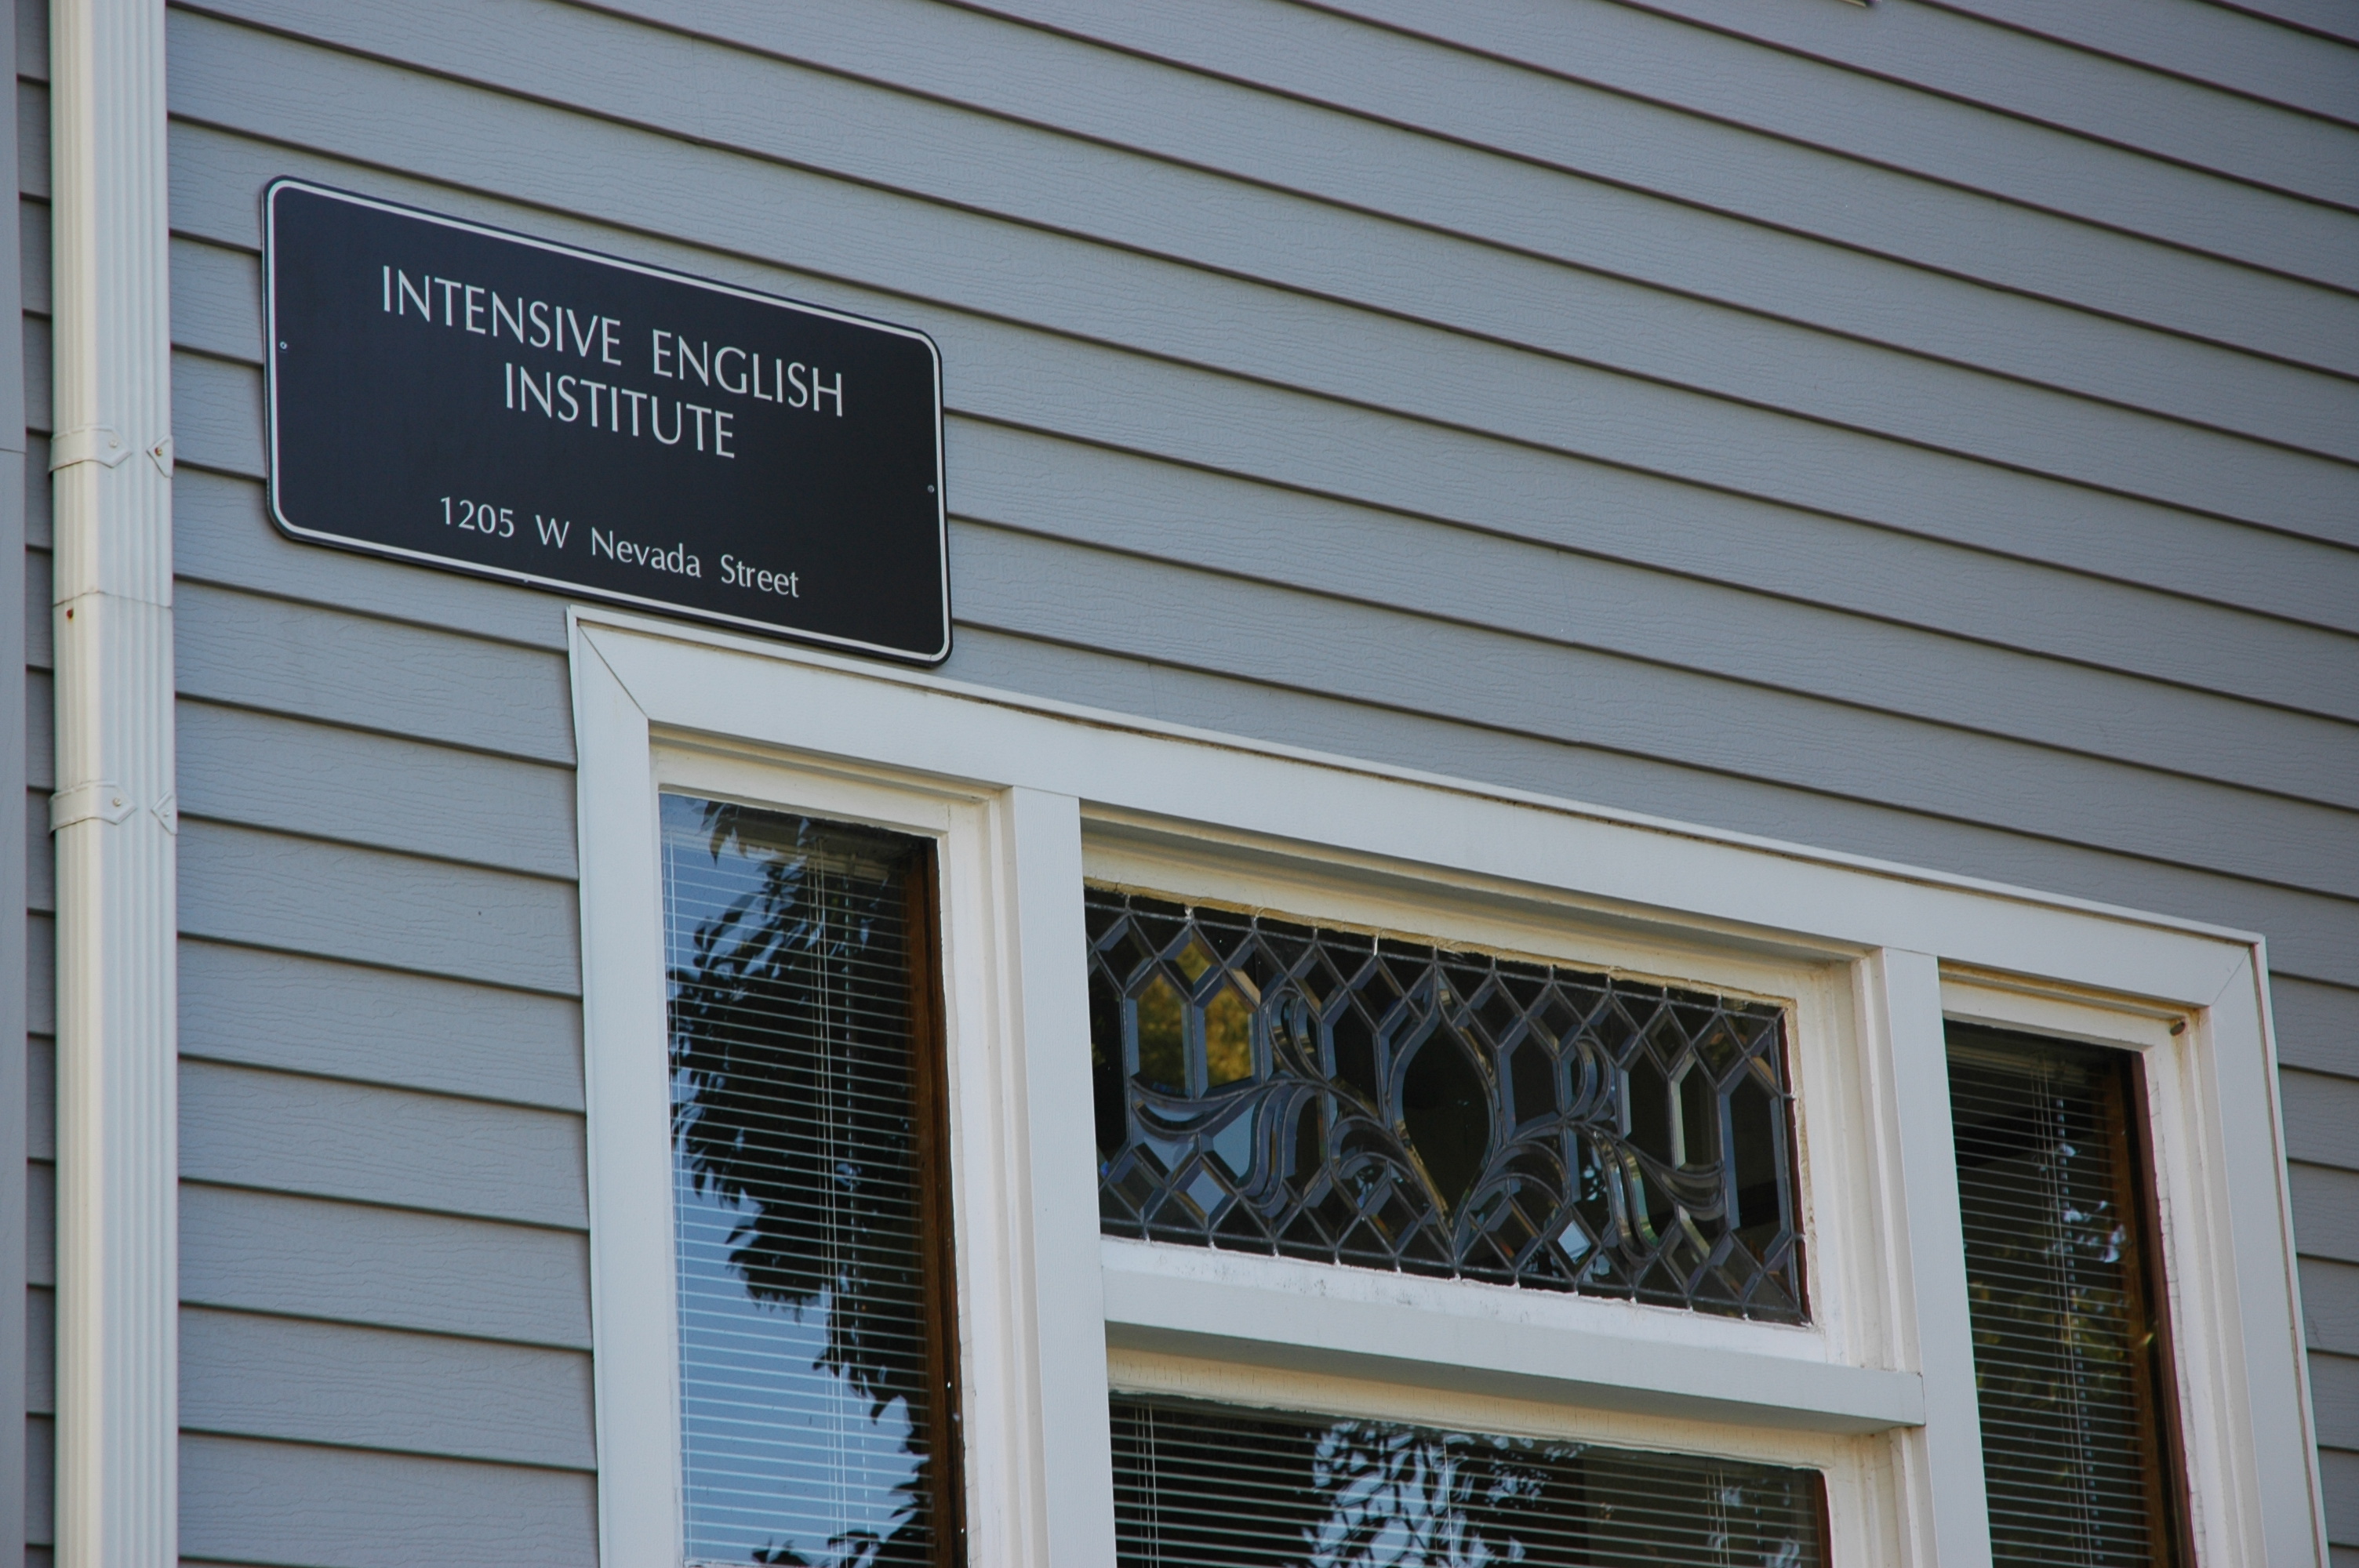 INTENSIVE ENGLISH
INSTITUTE
1205 W Nevada Street